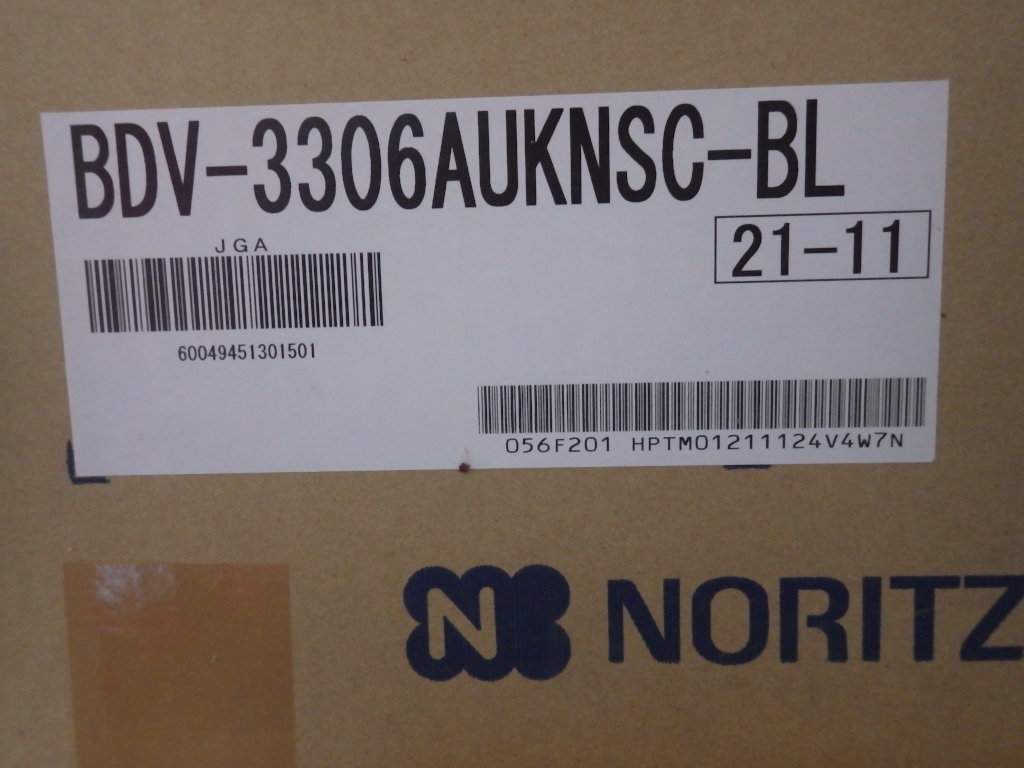 BDV-3306AUKNSC-BL
21-11
JGA
60049451301501
056F201 HPTM01211124V4W7N
N NORITZ